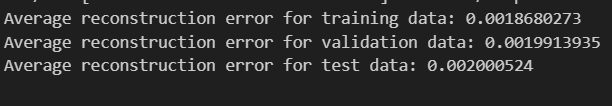 Average reconstruction error for training data: 0.0018680273
Average reconstruction error for validation data: 0.0019913935
Average reconstruction error for test data: 0.002000524